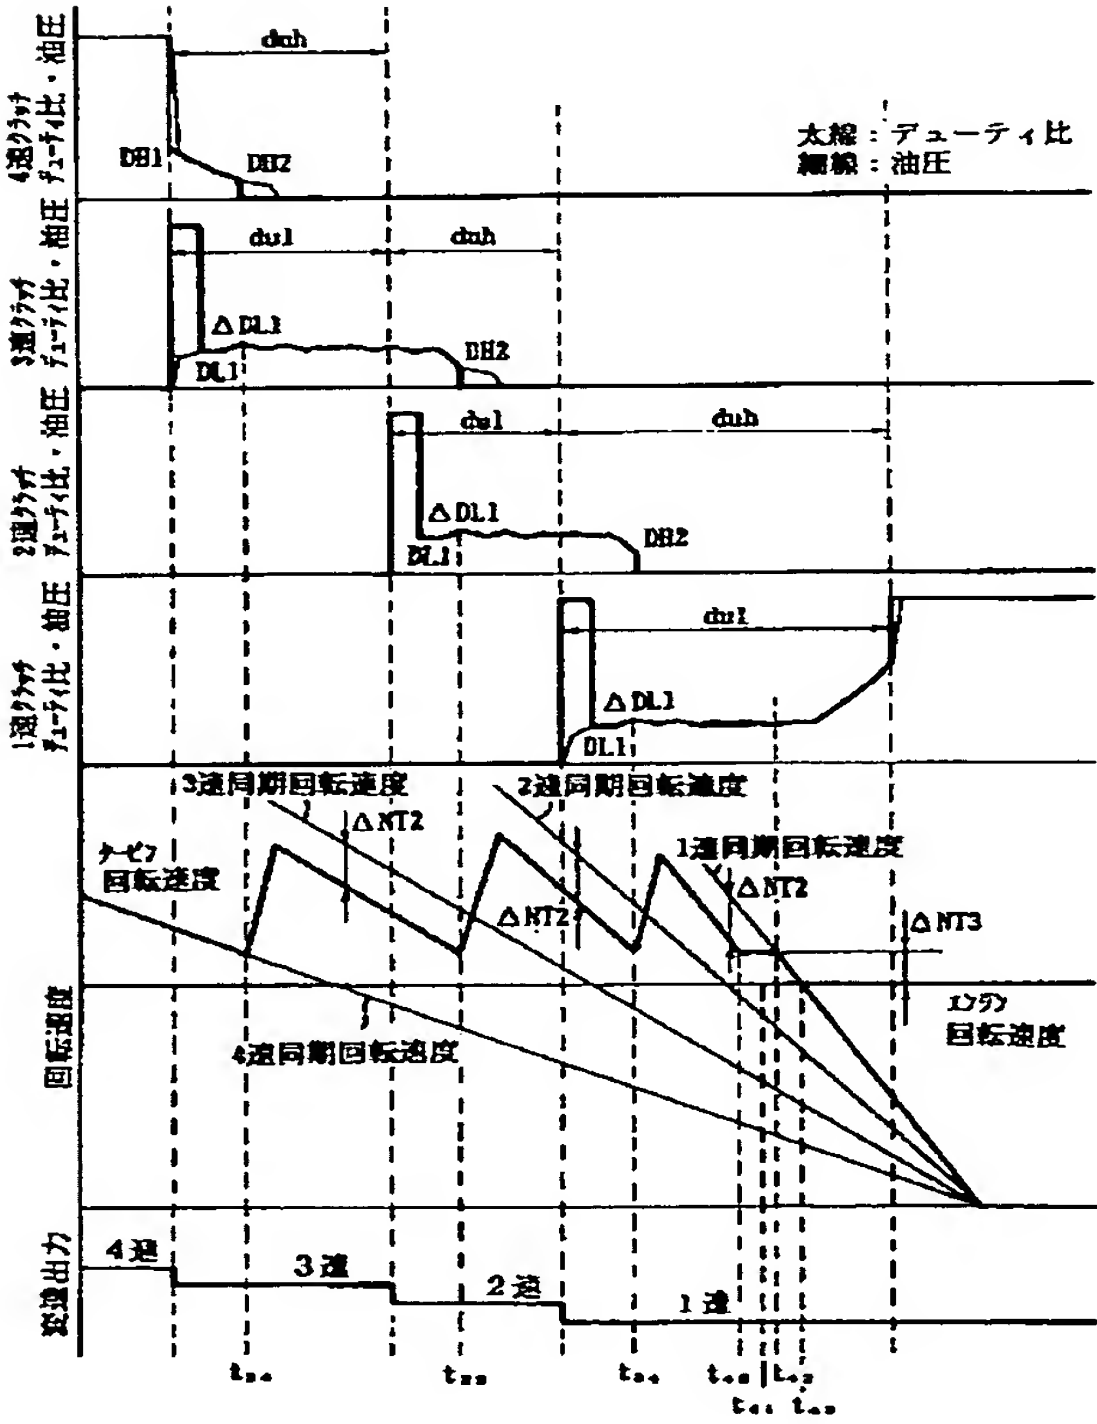 4速クラッチ
デューティ比・油圧
duh
DH1
DH2
太線：デューティ比
細線：油圧
3速クラッチ
デューティ比・油圧
dul
duh
ΔDL1
DL1
DH2
2速クラッチ
デューティ比・油圧
dul
duh
ΔDL1
DL1
DH2
1速クラッチ
デューティ比・油圧
dul
ΔDL1
DL1
回転速度
3速同期回転速度
2速同期回転速度
1速同期回転速度
ΔNT2
ΔNT2
ΔNT2
ΔNT3
タービン
回転速度
エンジン
回転速度
4速同期回転速度
変速出力
4速
3速
2速
1速